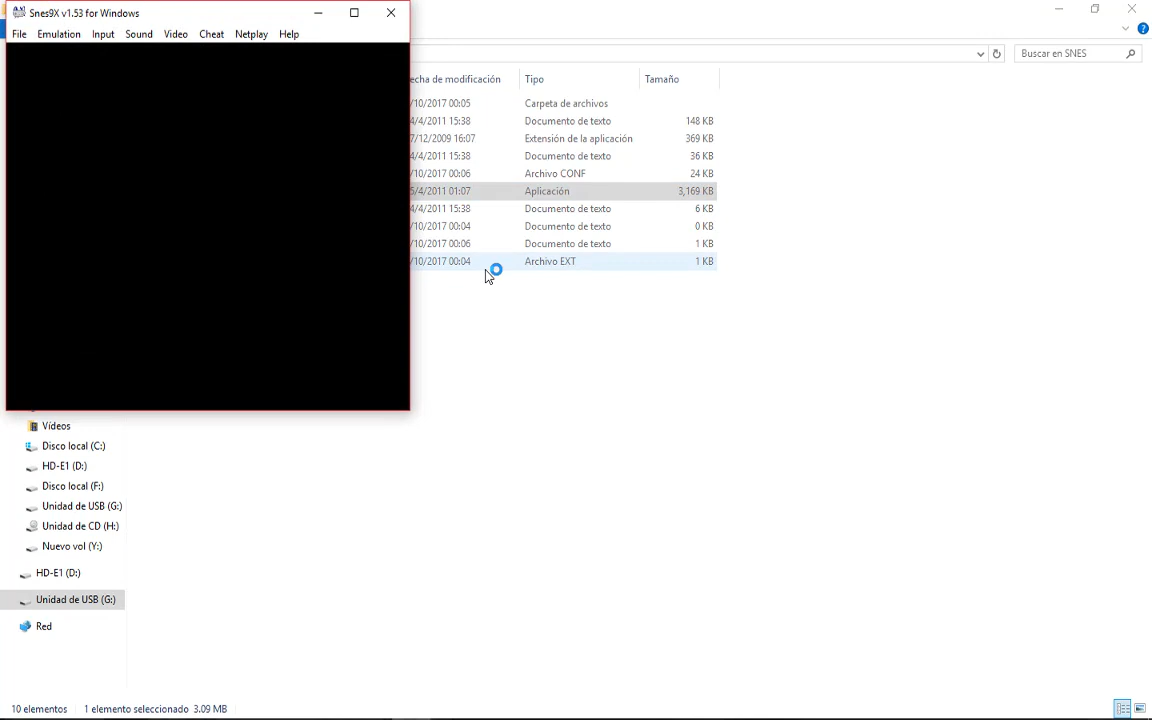 Snes9X v1.53 for Windows
File Emulation Input Sound Video Cheat Netplay Help
Buscar en SNES
echa de modificación Tipo Tamaño
/10/2017 00:05 Carpeta de archivos
4/4/2011 15:38 Documento de texto 148 KB
7/12/2009 16:07 Extensión de la aplicación 369 KB
4/4/2011 15:38 Documento de texto 36 KB
/10/2017 00:06 Archivo CONF 24 KB
5/4/2011 01:07 Aplicación 3,169 KB
4/4/2011 15:38 Documento de texto 6 KB
/10/2017 00:04 Documento de texto 0 KB
/10/2017 00:06 Documento de texto 1 KB
/10/2017 00:04 Archivo EXT 1 KB
Vídeos
Disco local (C:)
HD-E1 (D:)
Disco local (F:)
Unidad de USB (G:)
Unidad de CD (H:)
Nuevo vol (Y:)
HD-E1 (D:)
Unidad de USB (G:)
Red
10 elementos 1 elemento seleccionado 3.09 MB